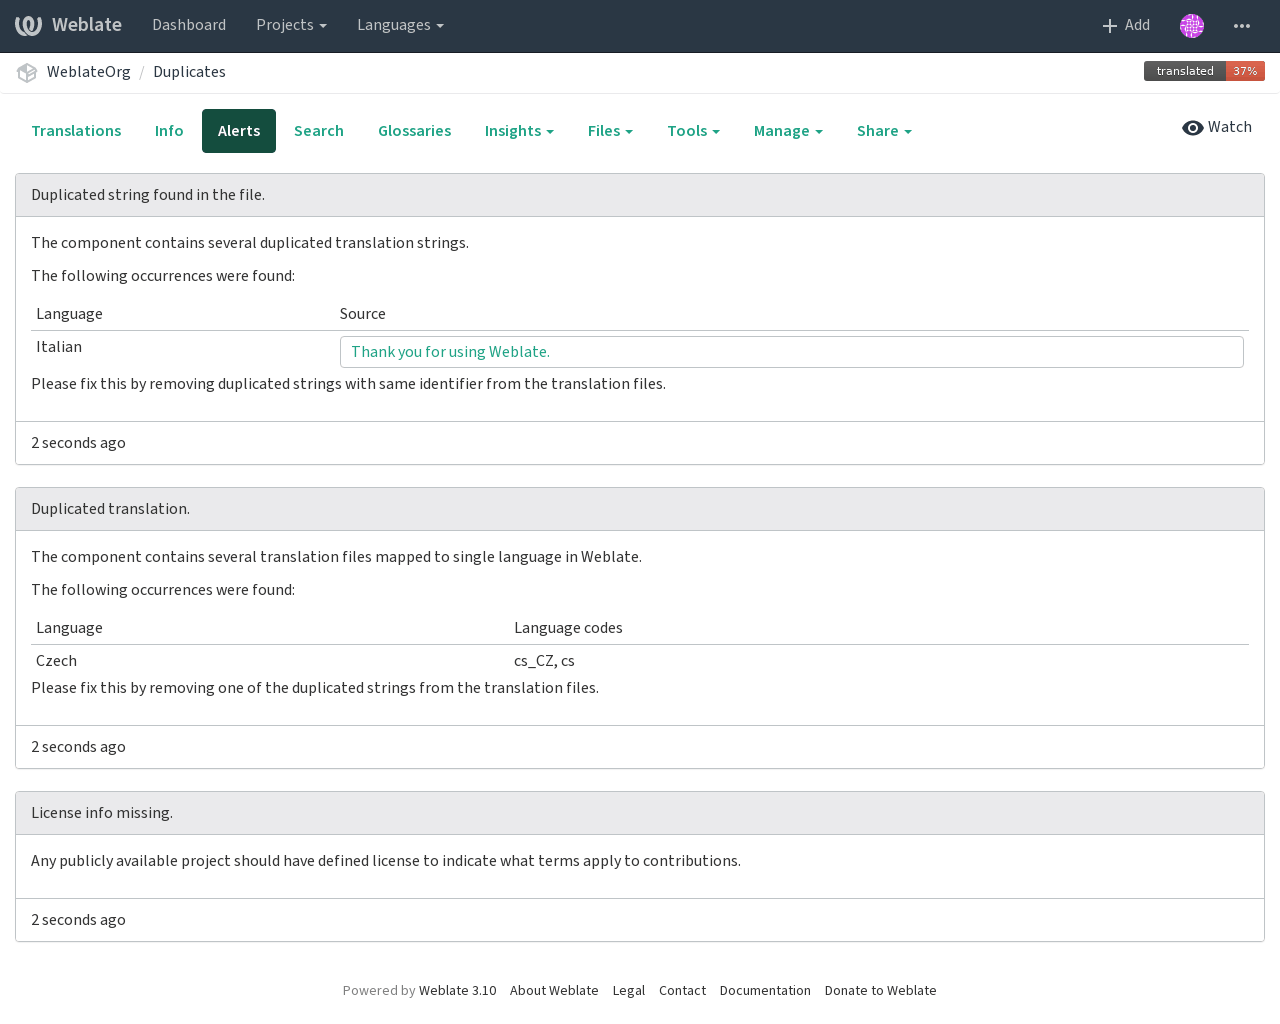 Weblate Dashboard Projects Languages Add
WeblateOrg / Duplicates translated 37%
Translations Info Alerts Search Glossaries Insights Files Tools Manage Share Watch
Duplicated string found in the file.
The component contains several duplicated translation strings.
The following occurrences were found:
Language Source
Italian Thank you for using Weblate.
Please fix this by removing duplicated strings with same identifier from the translation files.
2 seconds ago
Duplicated translation.
The component contains several translation files mapped to single language in Weblate.
The following occurrences were found:
Language Language codes
Czech cs_CZ, cs
Please fix this by removing one of the duplicated strings from the translation files.
2 seconds ago
License info missing.
Any publicly available project should have defined license to indicate what terms apply to contributions.
2 seconds ago
Powered by Weblate 3.10 About Weblate Legal Contact Documentation Donate to Weblate